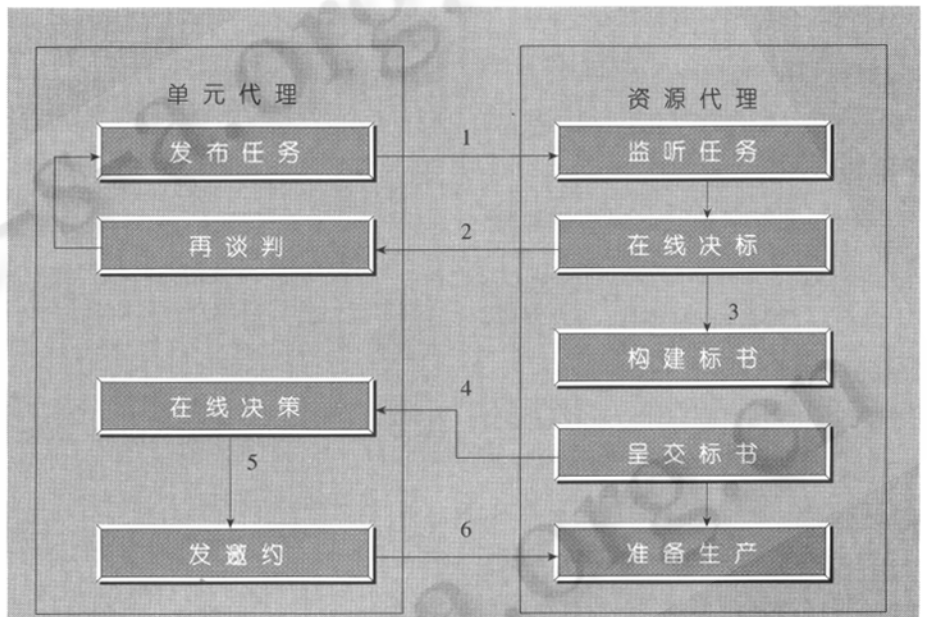 单元代理
发布任务
再谈判
在线决策
发邀约
1
2
3
4
5
6
资源代理
监听任务
在线决标
构建标书
呈交标书
准备生产